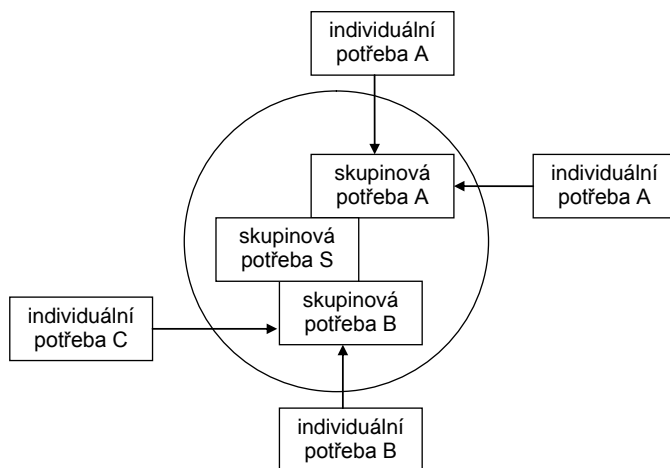 individuální
potřeba A
skupinová
potřeba A
individuální
potřeba A
skupinová
potřeba S
skupinová
potřeba B
individuální
potřeba C
individuální
potřeba B